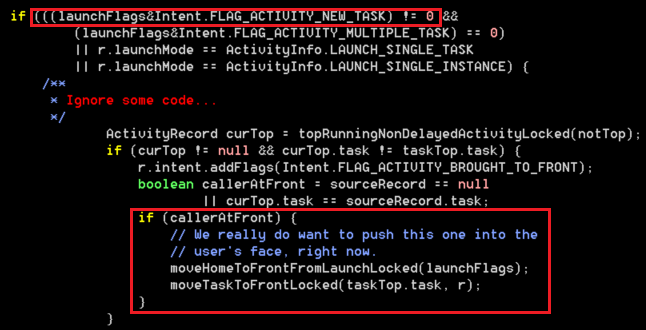 if (((launchFlags&Intent.FLAG_ACTIVITY_NEW_TASK) != 0 &&
(launchFlags&Intent.FLAG_ACTIVITY_MULTIPLE_TASK) == 0)
|| r.launchMode == ActivityInfo.LAUNCH_SINGLE_TASK
|| r.launchMode == ActivityInfo.LAUNCH_SINGLE_INSTANCE) {
/**
* Ignore some code...
*/
ActivityRecord curTop = topRunningNonDelayedActivityLocked(notTop);
if (curTop != null && curTop.task != taskTop.task) {
r.intent.addFlags(Intent.FLAG_ACTIVITY_BROUGHT_TO_FRONT);
boolean callerAtFront = sourceRecord == null
|| curTop.task == sourceRecord.task;
if (callerAtFront) {
// We really do want to push this one into the
// user's face, right now.
moveHomeToFrontFromLaunchLocked(launchFlags);
moveTaskToFrontLocked(taskTop.task, r);
}
}